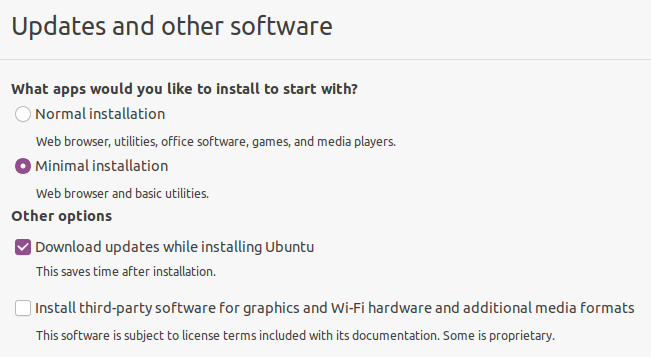 Updates and other software
What apps would you like to install to start with?
Normal installation
Web browser, utilities, office software, games, and media players.
Minimal installation
Web browser and basic utilities.
Other options
Download updates while installing Ubuntu
This saves time after installation.
Install third-party software for graphics and Wi-Fi hardware and additional media formats
This software is subject to license terms included with its documentation. Some is proprietary.